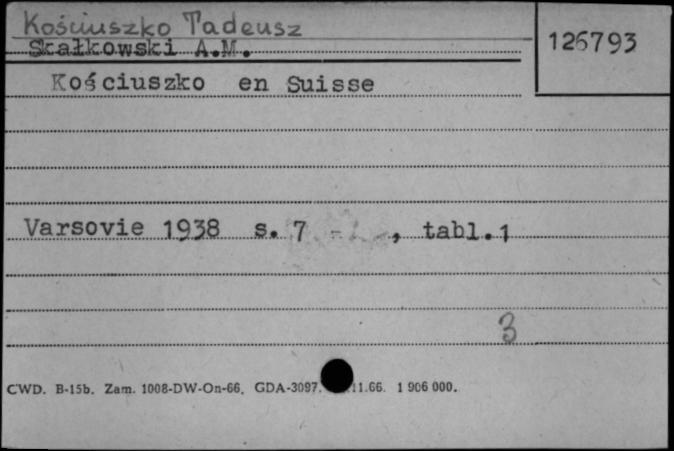 Kościuszko Tadeusz
Skałkowski A.M.
126793
Kościuszko en Suisse
Varsovie 1938 s. 7 , tabl.1
3
CWD. B-15b. Zam. 1008-DW-On-66. GDA-3097. 11.66. 1 906 000.